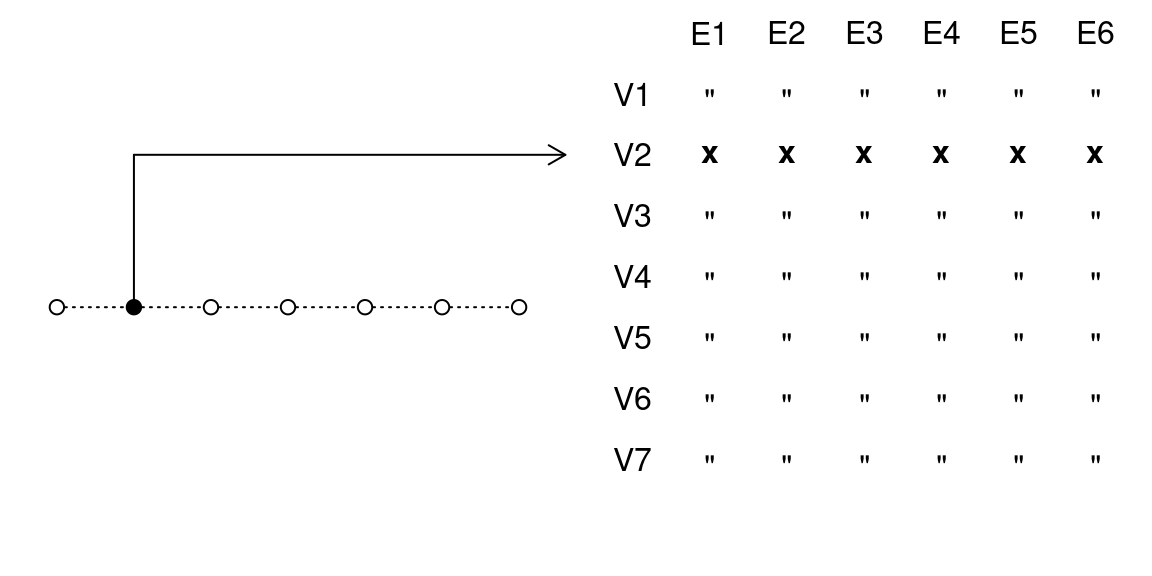 E1 E2 E3 E4 E5 E6
V1 " " " " " "
V2 x x x x x x
V3 " " " " " "
V4 " " " " " "
V5 " " " " " "
V6 " " " " " "
V7 " " " " " "